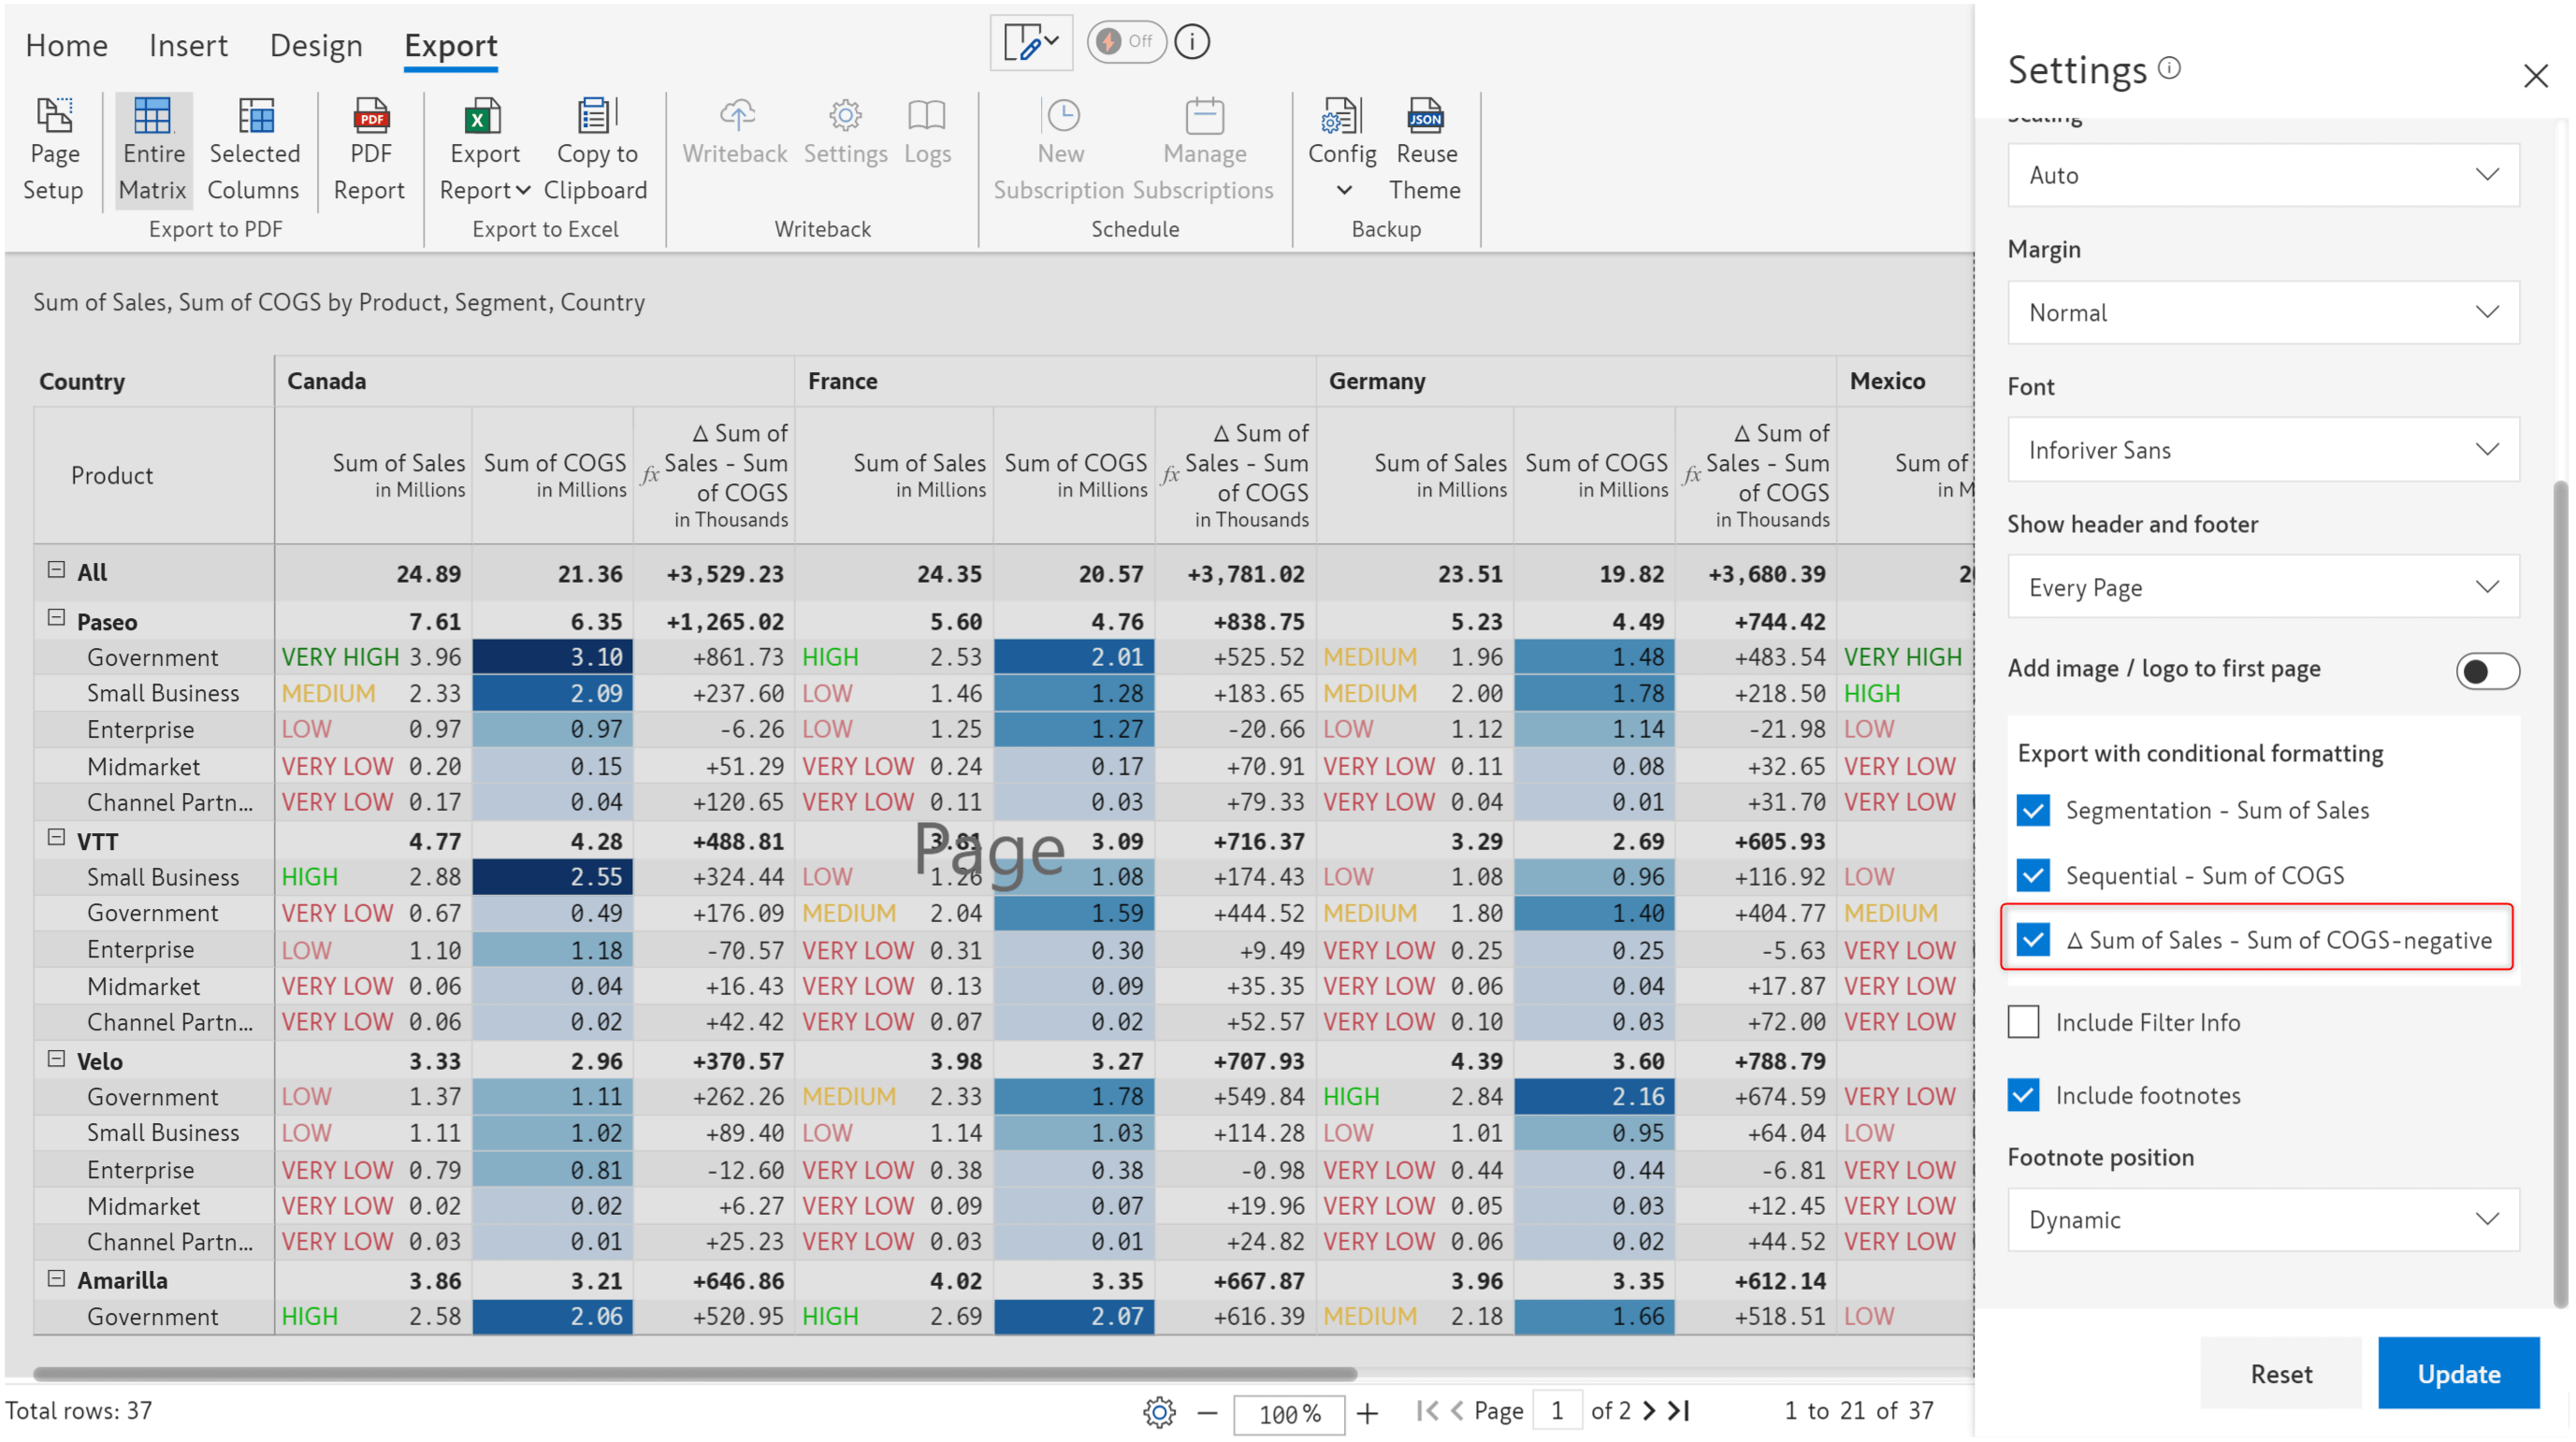 Home Insert Design Export
Off
Page Setup
Entire Matrix
Selected Columns
Export to PDF
PDF Report
Export Report
Copy to Clipboard
Export to Excel
Writeback Settings Logs
Writeback
New Subscription
Manage Subscriptions
Schedule
Config
Reuse Theme
Backup
Sum of Sales, Sum of COGS by Product, Segment, Country
Country Canada France Germany Mexico
Product
Sum of Sales in Millions
Sum of COGS in Millions
fx Δ Sum of Sales - Sum of COGS in Thousands
Sum of Sales in Millions
Sum of COGS in Millions
fx Δ Sum of Sales - Sum of COGS in Thousands
Sum of Sales in Millions
Sum of COGS in Millions
fx Δ Sum of Sales - Sum of COGS in Thousands
Sum of
in M
All 24.89 21.36 +3,529.23 24.35 20.57 +3,781.02 23.51 19.82 +3,680.39
Paseo 7.61 6.35 +1,265.02 5.60 4.76 +838.75 5.23 4.49 +744.42
Government VERY HIGH 3.96 3.10 +861.73 HIGH 2.53 2.01 +525.52 MEDIUM 1.96 1.48 +483.54 VERY HIGH
Small Business MEDIUM 2.33 2.09 +237.60 LOW 1.46 1.28 +183.65 MEDIUM 2.00 1.78 +218.50 HIGH
Enterprise LOW 0.97 0.97 -6.26 LOW 1.25 1.27 -20.66 LOW 1.12 1.14 -21.98 LOW
Midmarket VERY LOW 0.20 0.15 +51.29 VERY LOW 0.24 0.17 +70.91 VERY LOW 0.11 0.08 +32.65 VERY LOW
Channel Partn... VERY LOW 0.17 0.04 +120.65 VERY LOW 0.11 0.03 +79.33 VERY LOW 0.04 0.01 +31.70 VERY LOW
VTT 4.77 4.28 +488.81 3.81 3.09 +716.37 3.29 2.69 +605.93
Page
Small Business HIGH 2.88 2.55 +324.44 LOW 1.26 1.08 +174.43 LOW 1.08 0.96 +116.92 LOW
Government VERY LOW 0.67 0.49 +176.09 MEDIUM 2.04 1.59 +444.52 MEDIUM 1.80 1.40 +404.77 MEDIUM
Enterprise LOW 1.10 1.18 -70.57 VERY LOW 0.31 0.30 +9.49 VERY LOW 0.25 0.25 -5.63 VERY LOW
Midmarket VERY LOW 0.06 0.04 +16.43 VERY LOW 0.13 0.09 +35.35 VERY LOW 0.06 0.04 +17.87 VERY LOW
Channel Partn... VERY LOW 0.06 0.02 +42.42 VERY LOW 0.07 0.02 +52.57 VERY LOW 0.10 0.03 +72.00 VERY LOW
Velo 3.33 2.96 +370.57 3.98 3.27 +707.93 4.39 3.60 +788.79
Government LOW 1.37 1.11 +262.26 MEDIUM 2.33 1.78 +549.84 HIGH 2.84 2.16 +674.59 VERY LOW
Small Business LOW 1.11 1.02 +89.40 LOW 1.14 1.03 +114.28 LOW 1.01 0.95 +64.04 LOW
Enterprise VERY LOW 0.79 0.81 -12.60 VERY LOW 0.38 0.38 -0.98 VERY LOW 0.44 0.44 -6.81 VERY LOW
Midmarket VERY LOW 0.02 0.02 +6.27 VERY LOW 0.09 0.07 +19.96 VERY LOW 0.05 0.03 +12.45 VERY LOW
Channel Partn... VERY LOW 0.03 0.01 +25.23 VERY LOW 0.03 0.01 +24.82 VERY LOW 0.06 0.02 +44.52 VERY LOW
Amarilla 3.86 3.21 +646.86 4.02 3.35 +667.87 3.96 3.35 +612.14
Government HIGH 2.58 2.06 +520.95 HIGH 2.69 2.07 +616.39 MEDIUM 2.18 1.66 +518.51 LOW
Total rows: 37
100 %
Page 1 of 2
1 to 21 of 37
Settings
Scaling
Auto
Margin
Normal
Font
Inforiver Sans
Show header and footer
Every Page
Add image / logo to first page
Export with conditional formatting
Segmentation - Sum of Sales
Sequential - Sum of COGS
Δ Sum of Sales - Sum of COGS-negative
Include Filter Info
Include footnotes
Footnote position
Dynamic
Reset Update